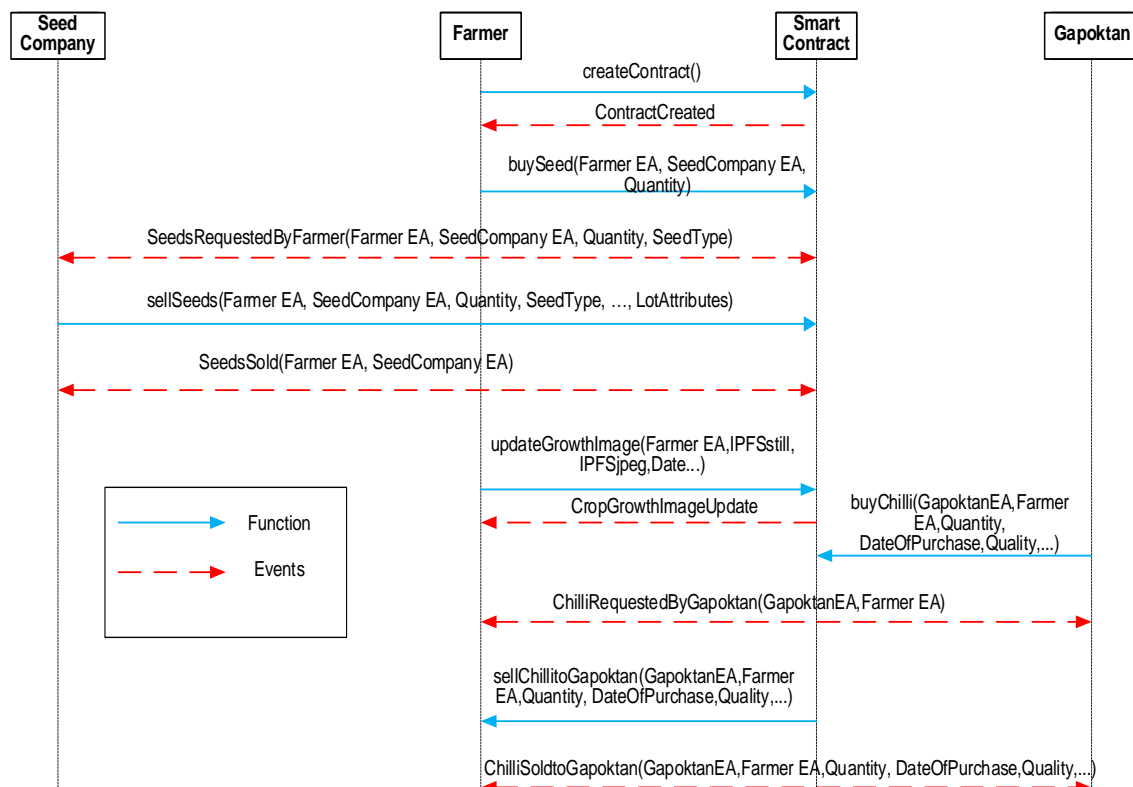 Seed
Company
Farmer
Smart
Contract
Gapoktan
createContract()
ContractCreated
buySeed(Farmer EA, SeedCompany EA,
Quantity)
SeedsRequestedByFarmer(Farmer EA, SeedCompany EA, Quantity, SeedType)
sellSeeds(Farmer EA, SeedCompany EA, Quantity, SeedType, ..., LotAttributes)
SeedsSold(Farmer EA, SeedCompany EA)
updateGrowthImage(Farmer EA,IPFSstill,
IPFSjpeg,Date...)
CropGrowthImageUpdate
buyChilli(GapoktanEA,Farmer
EA,Quantity,
DateOfPurchase,Quality,...)
Function
Events
ChilliRequestedByGapoktan(GapoktanEA,Farmer EA)
sellChillitoGapoktan(GapoktanEA,Farmer
EA,Quantity, DateOfPurchase,Quality,...)
ChilliSoldtoGapoktan(GapoktanEA,Farmer EA,Quantity, DateOfPurchase,Quality,...)